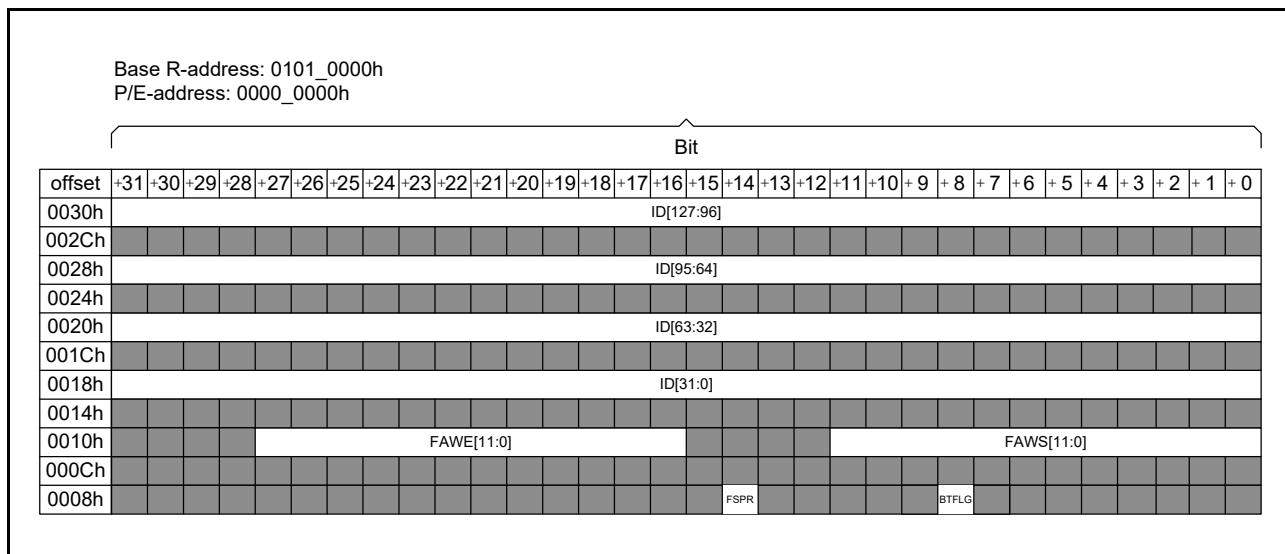 Base R-address: 0101_0000h
P/E-address: 0000_0000h
Bit
offset +31 +30 +29 +28 +27 +26 +25 +24 +23 +22 +21 +20 +19 +18 +17 +16 +15 +14 +13 +12 +11 +10 + 9 + 8 + 7 + 6 + 5 + 4 + 3 + 2 + 1 + 0
0030h ID[127:96]
002Ch
0028h ID[95:64]
0024h
0020h ID[63:32]
001Ch
0018h ID[31:0]
0014h
0010h FAWE[11:0] FAWS[11:0]
000Ch
0008h FSPR BTFLG